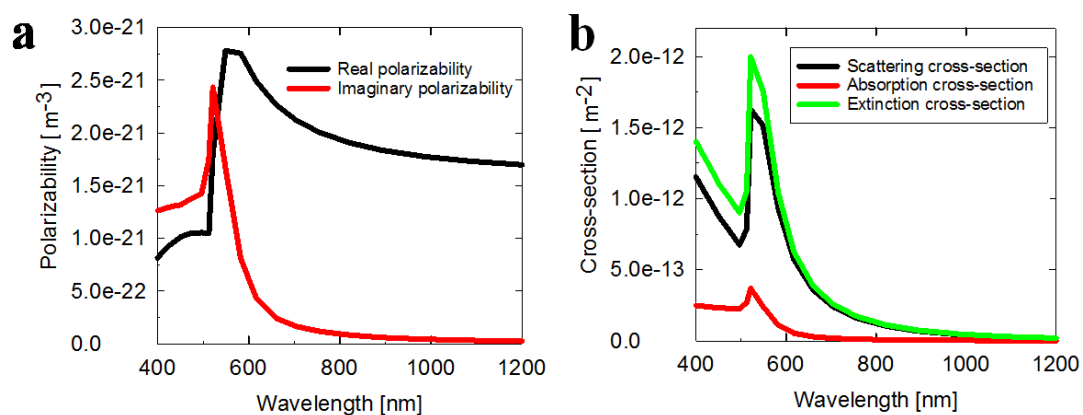 a
3.0e-21
2.5e-21
2.0e-21
1.5e-21
1.0e-21
5.0e-22
0.0
Polarizability [ m-3]
Real polarizability
Imaginary polarizability
400 600 800 1000 1200
Wavelength [nm]
b
2.0e-12
1.5e-12
1.0e-12
5.0e-13
0.0
Cross-section [ m-2]
Scattering cross-section
Absorption cross-section
Extinction cross-section
400 600 800 1000 1200
Wavelength [nm]